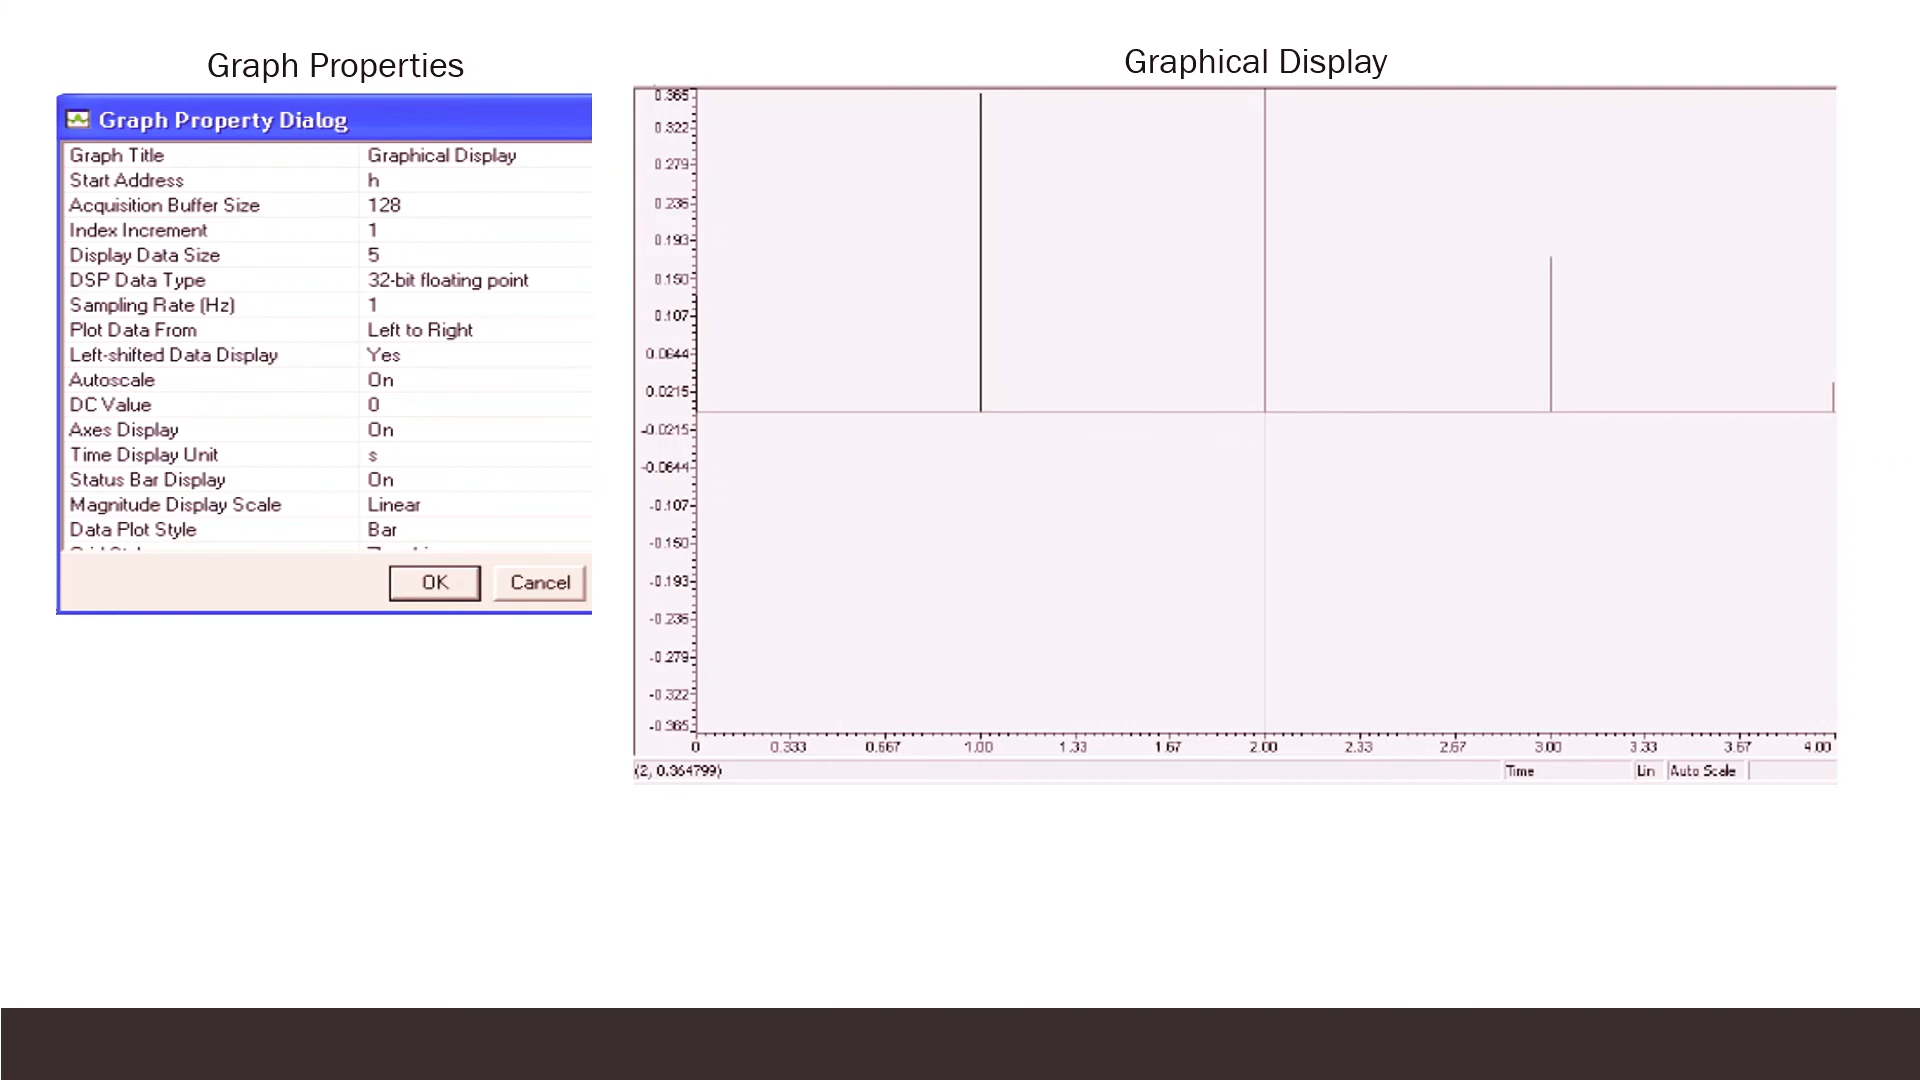 Graph Properties
Graph Property Dialog
Graph Title Graphical Display
Start Address h
Acquisition Buffer Size 128
Index Increment 1
Display Data Size 5
DSP Data Type 32-bit floating point
Sampling Rate (Hz) 1
Plot Data From Left to Right
Left-shifted Data Display Yes
Autoscale On
DC Value 0
Axes Display On
Time Display Unit s
Status Bar Display On
Magnitude Display Scale Linear
Data Plot Style Bar
OK Cancel
Graphical Display
0.365
0.322
0.279
0.236
0.193
0.150
0.107
0.0644
0.0215
-0.0215
-0.0644
-0.107
-0.150
-0.193
-0.236
-0.279
-0.322
-0.365
0 0.333 0.667 1.00 1.33 1.67 2.00 2.33 2.67 3.00 3.33 3.67 4.00
(2, 0.364799) Time Lin Auto Scale